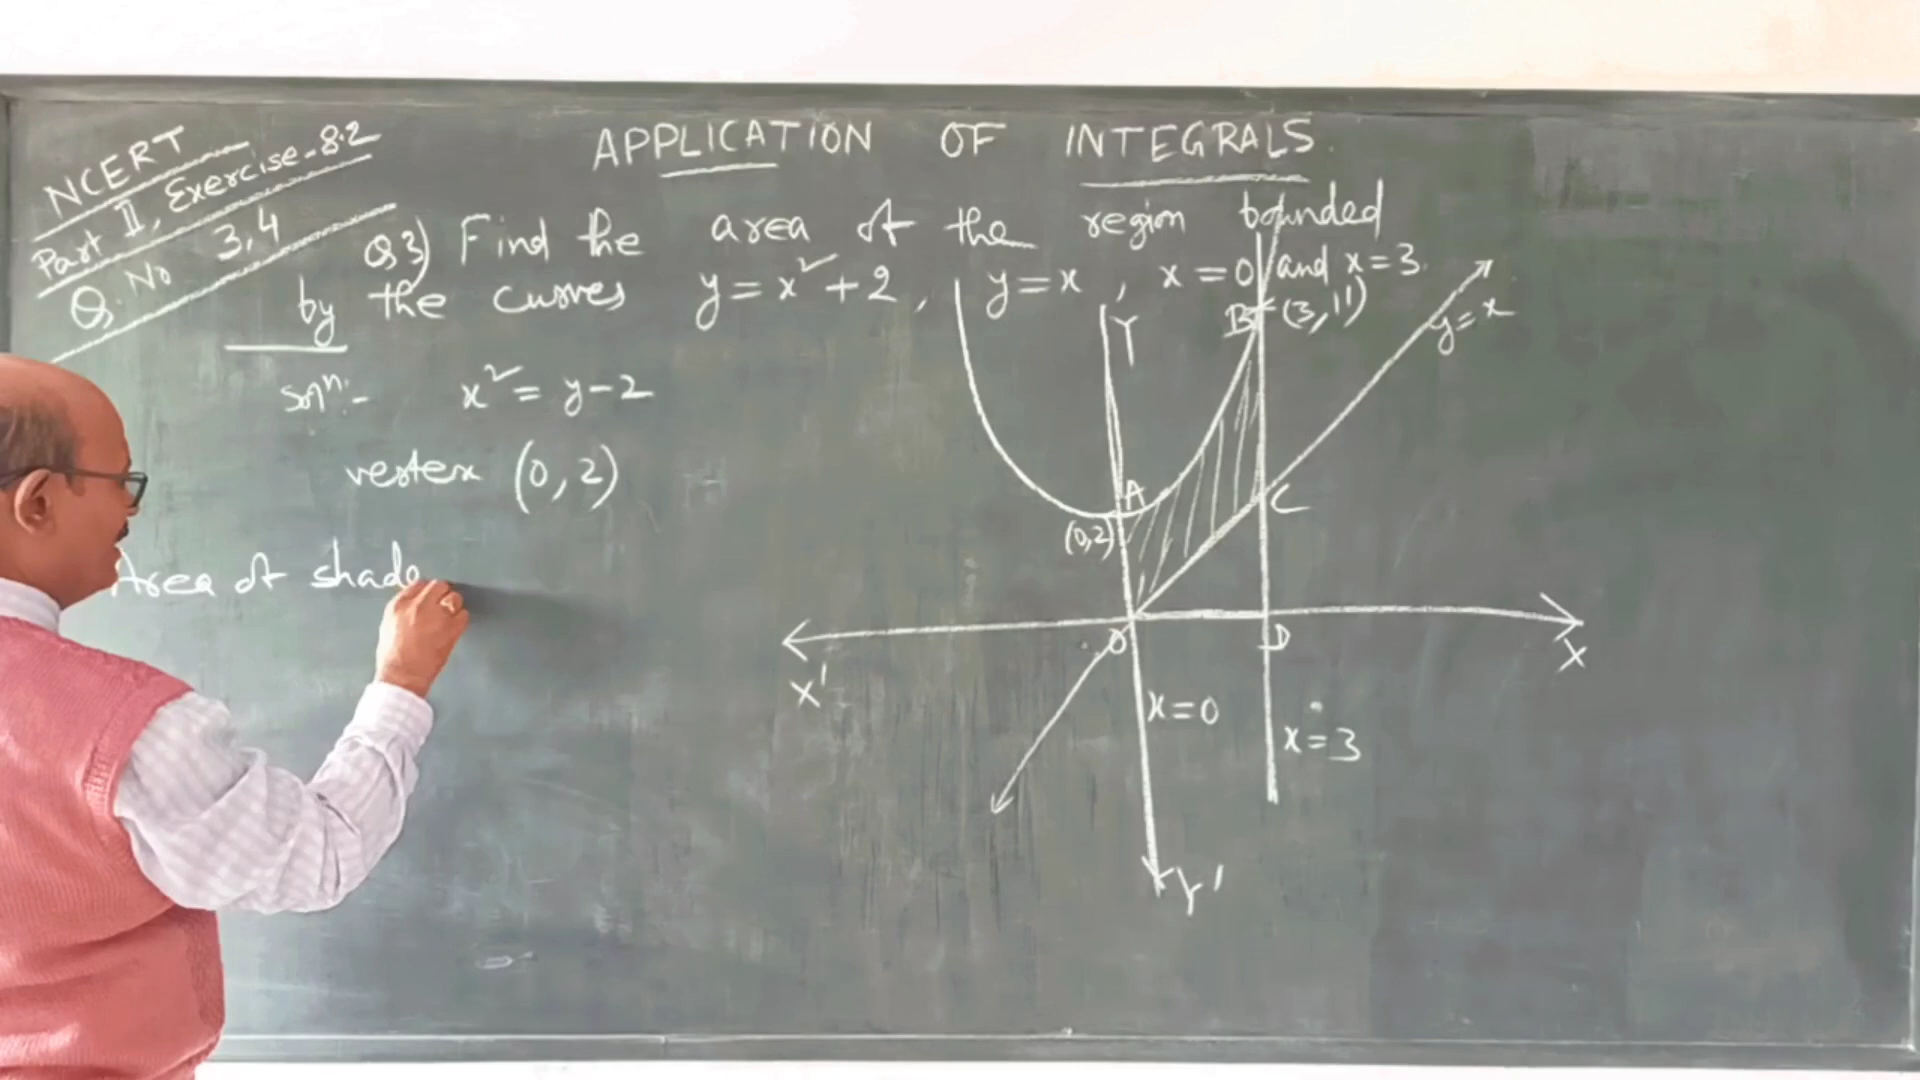 APPLICATION OF INTEGRALS.
NCERT
Part II, Exercise-8.2
Q. No 3,4
Q3) Find the area of the region bounded
by the curves y=x²+2, y=x, x=0 and x=3.
Solⁿ:- x²=y-2
vertex (0,2)
Area of shade
Y
B (3,11)
y=x
A
(0,2)
C
O
D
X'
X
x=0
x=3
Y'